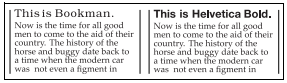 This is Bookman.
Now is the time for all good
men to come to the aid of their
country. The history of the
horse and buggy date back to
a time when the modern car
was not even a figment in
This is Helvetica Bold.
Now is the time for all good
men to come to the aid of their
country. The history of the
horse and buggy date back to
a time when the modern car
was not even a figment in